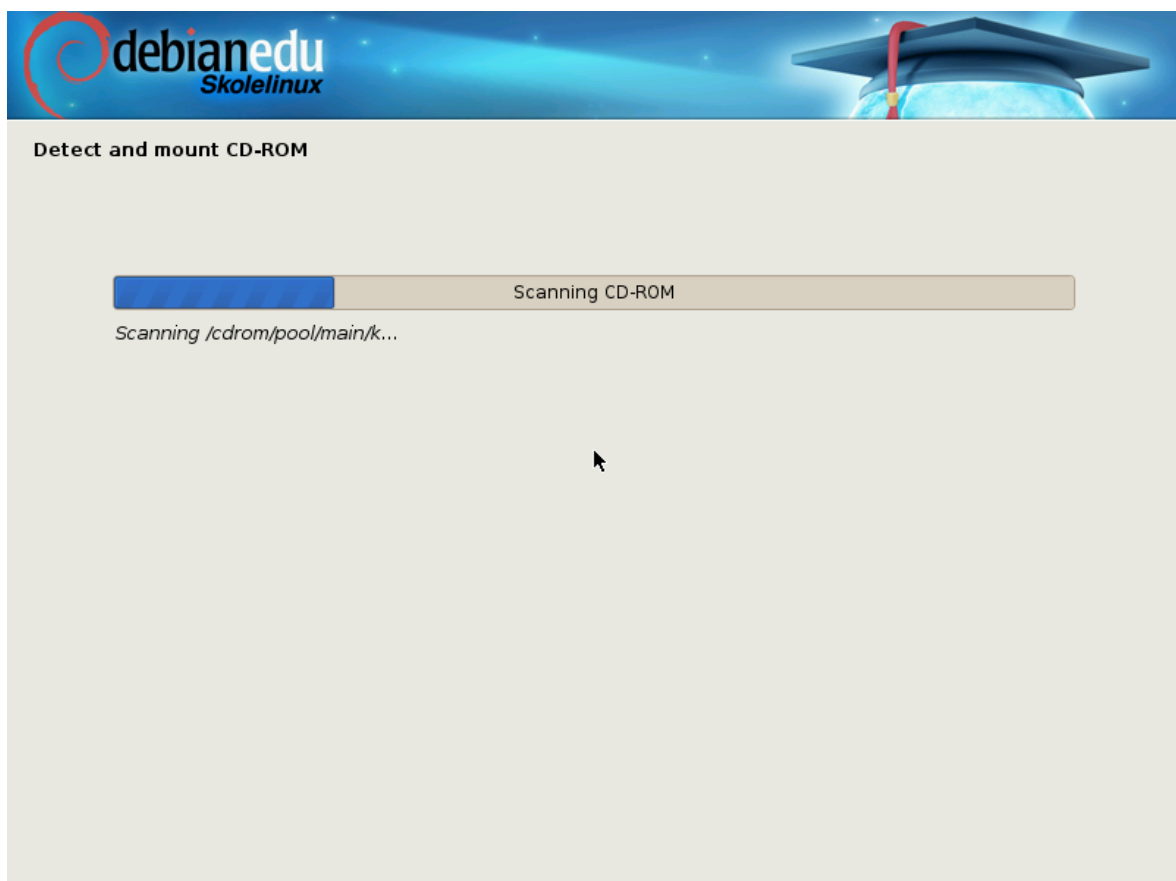 debianedu
Skolelinux
Detect and mount CD-ROM
Scanning CD-ROM
Scanning /cdrom/pool/main/k...